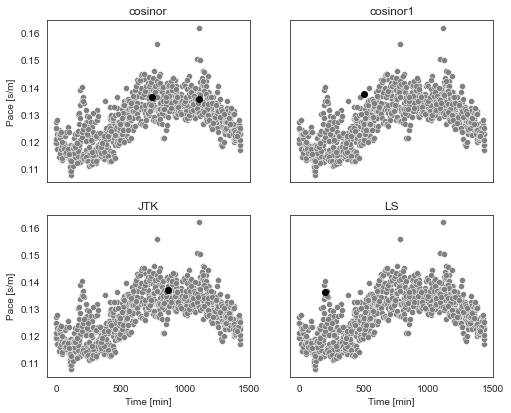 cosinor
cosinor1
0.16
0.15
0.14
0.13
0.12
0.11
Pace [s/m]
JTK
LS
0.16
0.15
0.14
0.13
0.12
0.11
Pace [s/m]
0 500 1000 1500
0 500 1000 1500
Time [min]
Time [min]